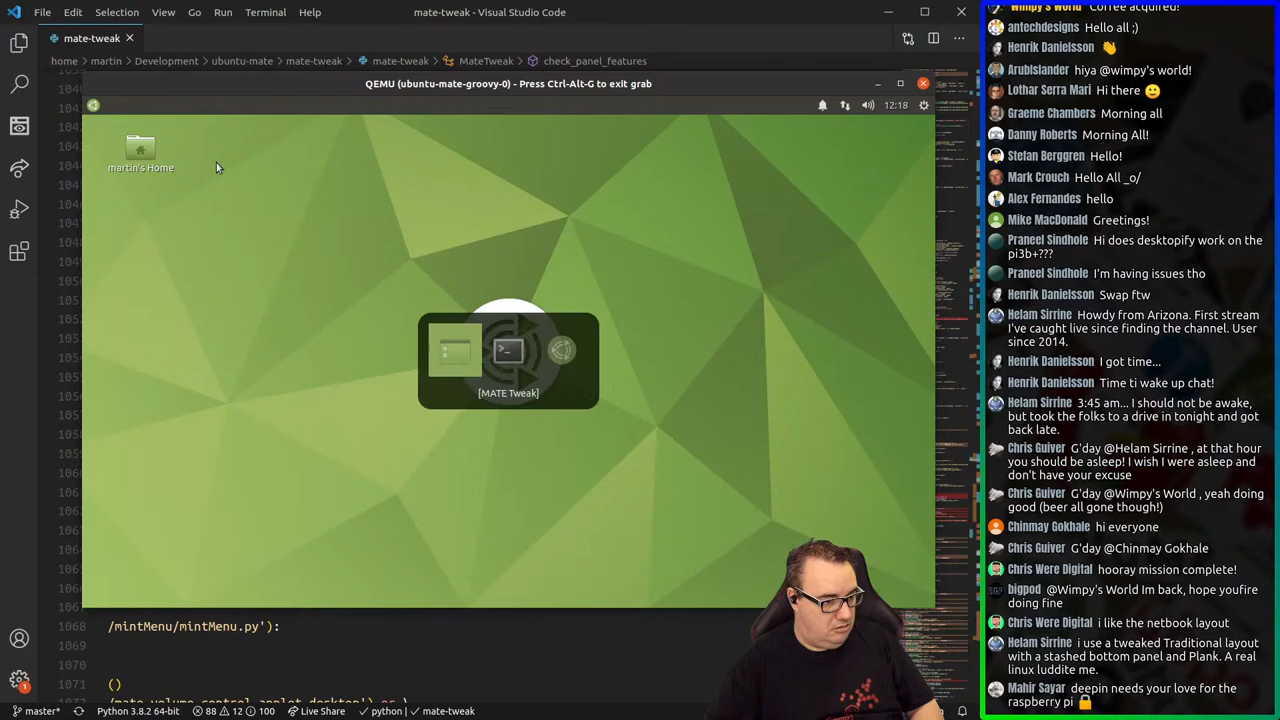 File Edit Selection View Go Run Terminal Help
mate-tweak - Visual Studio Code
mate-tweak
home > martin > Development > ubuntu-mate > mate-tweak > mate-tweak > MateTweak > check_panel_features
QEMU (ubuntu-mate-groovy-0) - Press Ctrl-Alt-G to exit grab
12:18
martin's Home
[MATE Tweak]
1068 /mintMenu/mintMenu.py'):
1069
1070
1071 ()
master* Python 3.8.2 64-bit 88 2 100 Live Share python mate-tweak
Wimpy's World Coffee acquired!
antechdesigns Hello all ;)
Henrik Danielsson 👋
ArubIslander hiya @wimpy's world!
Lothar Serra Mari Hi there 🙂
Graeme Chambers Morning all
Danny Roberts Morning All!
Stefan Berggren Hello!
Mark Crouch Hello All _o/
Alex Fernandes hello
Mike MacDonald Greetings!
Praneel Sindhole Hi does desktopify work on the
pi3b+???
Praneel Sindhole I'm having issues tho
Henrik Danielsson Swap ftw
Helam Sirrine Howdy from Arizona. First stream
I've caught live since finding the channel. User
since 2014.
Henrik Danielsson I got time...
Henrik Danielsson Time ti wake up chat!
Helam Sirrine 3:45 am... I should not be awake,
but took the folks to a drive in tonight and got
back late.
Chris Guiver G'day @Helam Sirrine , at that hour
you should be asleep! I wish I were asleep and
don't have your excuse
Chris Guiver G'day @Wimpy's World , yeah doing
good (beer all gone though!)
Chinmay Gokhale hi everyone
Chris Guiver G'day @Chinmay Gokhale
Chris Were Digital hooray mission complete!
bigpod @Wimpy's World Im back, hope youfire
doing fine
Chris Were Digital i like the netbook layout
Helam Sirrine i use a tweaked Traditional layout
with a stashed bottom panel and Plank. A real
linux luddite me
Malik Sayar deepin needs your love for the
raspberry pi 🔒